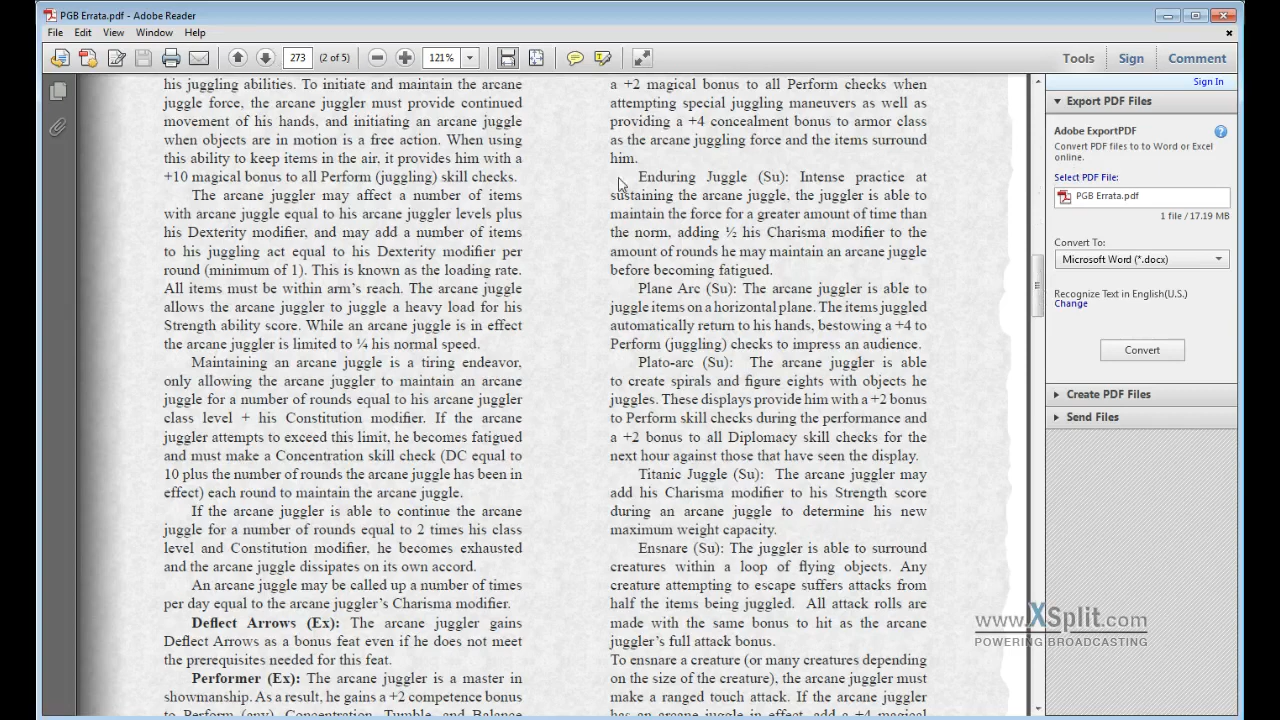 PGB Errata.pdf - Adobe Reader
File Edit View Window Help
273 (2 of 5) 121% Tools Sign Comment
his juggling abilities. To initiate and maintain the arcane
juggle force, the arcane juggler must provide continued
movement of his hands, and initiating an arcane juggle
when objects are in motion is a free action. When using
this ability to keep items in the air, it provides him with a
+10 magical bonus to all Perform (juggling) skill checks.
The arcane juggler may affect a number of items
with arcane juggle equal to his arcane juggler levels plus
his Dexterity modifier, and may add a number of items
to his juggling act equal to his Dexterity modifier per
round (minimum of 1). This is known as the loading rate.
All items must be within arm's reach. The arcane juggle
allows the arcane juggler to juggle a heavy load for his
Strength ability score. While an arcane juggle is in effect
the arcane juggler is limited to ¼ his normal speed.
Maintaining an arcane juggle is a tiring endeavor,
only allowing the arcane juggler to maintain an arcane
juggle for a number of rounds equal to his arcane juggler
class level + his Constitution modifier. If the arcane
juggler attempts to exceed this limit, he becomes fatigued
and must make a Concentration skill check (DC equal to
10 plus the number of rounds the arcane juggle has been in
effect) each round to maintain the arcane juggle.
If the arcane juggler is able to continue the arcane
juggle for a number of rounds equal to 2 times his class
level and Constitution modifier, he becomes exhausted
and the arcane juggle dissipates on its own accord.
An arcane juggle may be called up a number of times
per day equal to the arcane juggler's Charisma modifier.
Deflect Arrows (Ex): The arcane juggler gains
Deflect Arrows as a bonus feat even if he does not meet
the prerequisites needed for this feat.
Performer (Ex): The arcane juggler is a master in
showmanship. As a result, he gains a +2 competence bonus
to Perform (any), Concentration, Tumble, and Balance
a +2 magical bonus to all Perform checks when
attempting special juggling maneuvers as well as
providing a +4 concealment bonus to armor class
as the arcane juggling force and the items surround
him.
Enduring Juggle (Su): Intense practice at
sustaining the arcane juggle, the juggler is able to
maintain the force for a greater amount of time than
the norm, adding ½ his Charisma modifier to the
amount of rounds he may maintain an arcane juggle
before becoming fatigued.
Plane Arc (Su): The arcane juggler is able to
juggle items on a horizontal plane. The items juggled
automatically return to his hands, bestowing a +4 to
Perform (juggling) checks to impress an audience.
Plato-arc (Su): The arcane juggler is able
to create spirals and figure eights with objects he
juggles. These displays provide him with a +2 bonus
to Perform skill checks during the performance and
a +2 bonus to all Diplomacy skill checks for the
next hour against those that have seen the display.
Titanic Juggle (Su): The arcane juggler may
add his Charisma modifier to his Strength score
during an arcane juggle to determine his new
maximum weight capacity.
Ensnare (Su): The juggler is able to surround
creatures within a loop of flying objects. Any
creature attempting to escape suffers attacks from
half the items being juggled. All attack rolls are
made with the same bonus to hit as the arcane
juggler's full attack bonus.
To ensnare a creature (or many creatures depending
on the size of the creature), the arcane juggler must
make a ranged touch attack. If the arcane juggler
has an arcane juggle in effect, add a +4 magical
Sign In
Export PDF Files
Adobe ExportPDF
Convert PDF files to to Word or Excel
online.
Select PDF File:
PGB Errata.pdf
1 file / 17.19 MB
Convert To:
Microsoft Word (*.docx)
Recognize Text in English(U.S.)
Change
Convert
Create PDF Files
Send Files
www.XSplit.com
POWERING BROADCASTING